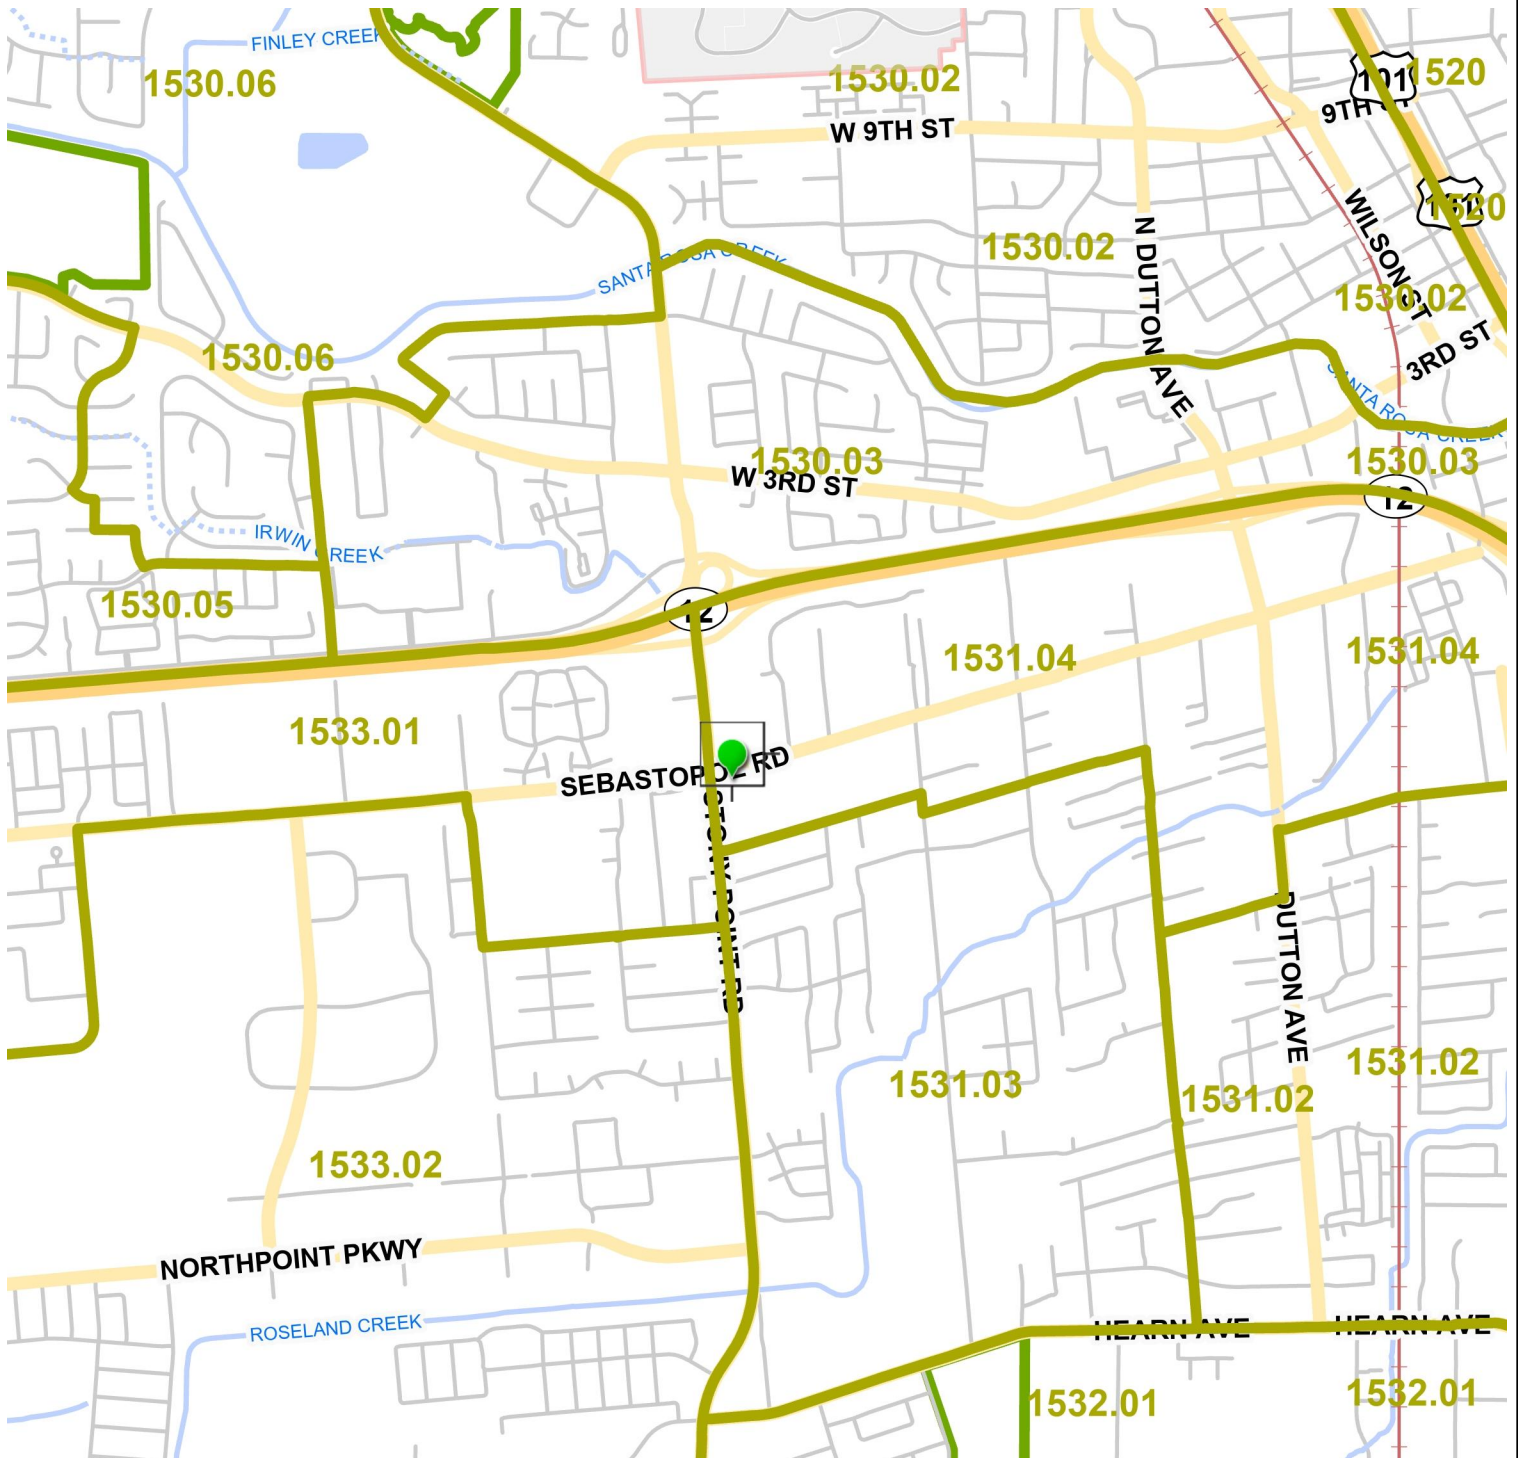 FINLEY CREEK
1530.06
1530.02
101
1520
9TH ST
W 9TH ST
101
1520
WILSON ST
N DUTTON AVE
1530.02
SANTA ROSA CREEK
1530.02
1530.06
3RD ST
SANTA ROSA CREEK
1530.03
W 3RD ST
1530.03
12
IRWIN CREEK
1530.05
12
1531.04
1531.04
1533.01
SEBASTOPOL RD
STONY POINT RD
DUTTON AVE
1531.03
1531.02
1531.02
1533.02
NORTHPOINT PKWY
ROSELAND CREEK
HEARN AVE
HEARN AVE
1532.01
1532.01